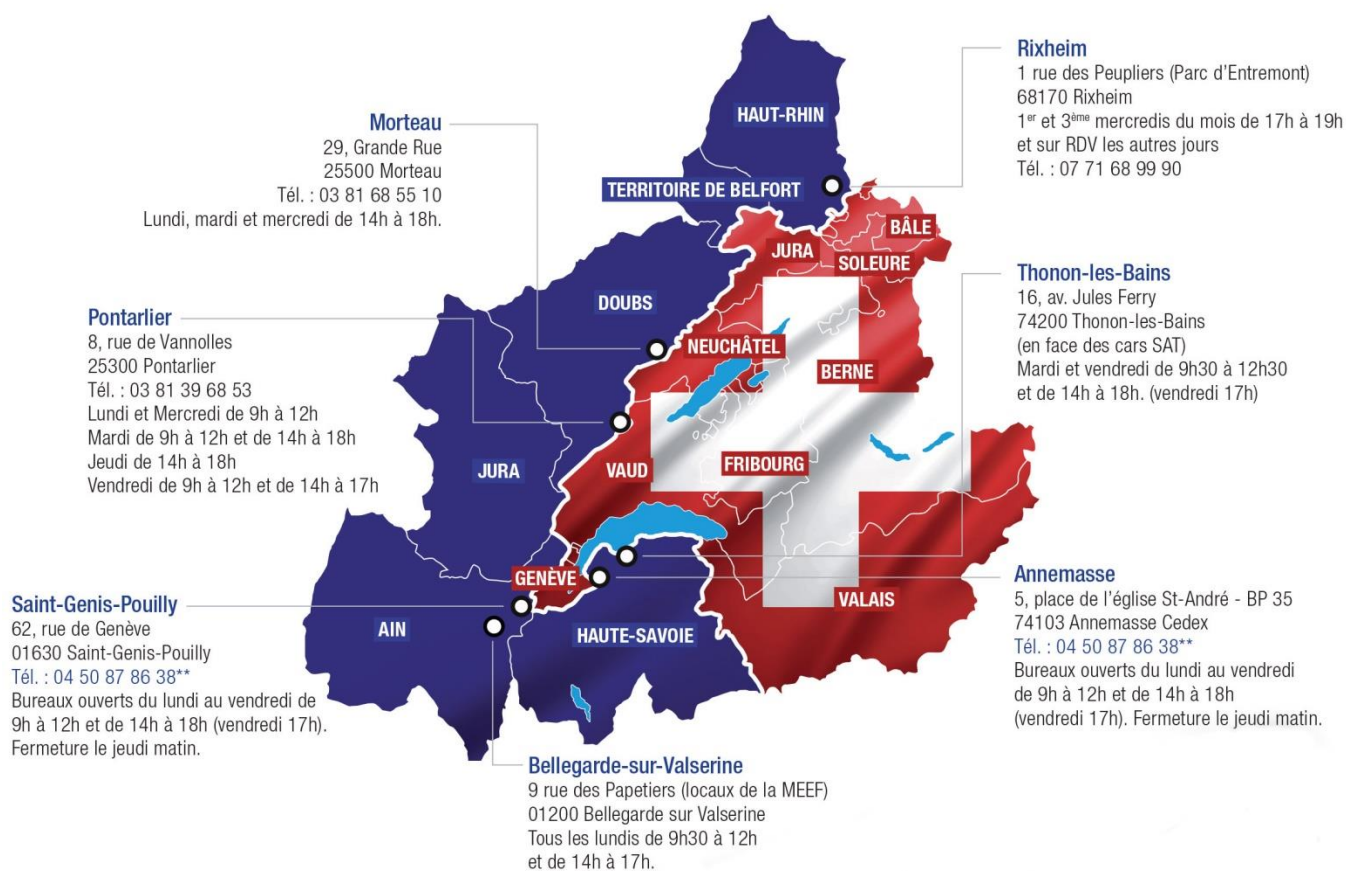 Rixheim
1 rue des Peupliers (Parc d'Entremont)
68170 Rixheim
1er et 3ème mercredis du mois de 17h à 19h
et sur RDV les autres jours
Tél. : 07 71 68 99 90
Morteau
29, Grande Rue
25500 Morteau
Tél. : 03 81 68 55 10
Lundi, mardi et mercredi de 14h à 18h.
HAUT-RHIN
TERRITOIRE DE BELFORT
BÂLE
JURA
SOLEURE
Thonon-les-Bains
16, av. Jules Ferry
74200 Thonon-les-Bains
(en face des cars SAT)
Mardi et vendredi de 9h30 à 12h30
et de 14h à 18h. (vendredi 17h)
Pontarlier
8, rue de Vannolles
25300 Pontarlier
Tél. : 03 81 39 68 53
Lundi et Mercredi de 9h à 12h
Mardi de 9h à 12h et de 14h à 18h
Jeudi de 14h à 18h
Vendredi de 9h à 12h et de 14h à 17h
DOUBS
NEUCHÂTEL
BERNE
JURA
VAUD
FRIBOURG
GENÈVE
VALAIS
AIN
HAUTE-SAVOIE
Annemasse
5, place de l'église St-André - BP 35
74103 Annemasse Cedex
Tél. : 04 50 87 86 38**
Bureaux ouverts du lundi au vendredi
de 9h à 12h et de 14h à 18h
(vendredi 17h). Fermeture le jeudi matin.
Saint-Genis-Pouilly
62, rue de Genève
01630 Saint-Genis-Pouilly
Tél. : 04 50 87 86 38**
Bureaux ouverts du lundi au vendredi de
9h à 12h et de 14h à 18h (vendredi 17h).
Fermeture le jeudi matin.
Bellegarde-sur-Valserine
9 rue des Papetiers (locaux de la MEEF)
01200 Bellegarde sur Valserine
Tous les lundis de 9h30 à 12h
et de 14h à 17h.